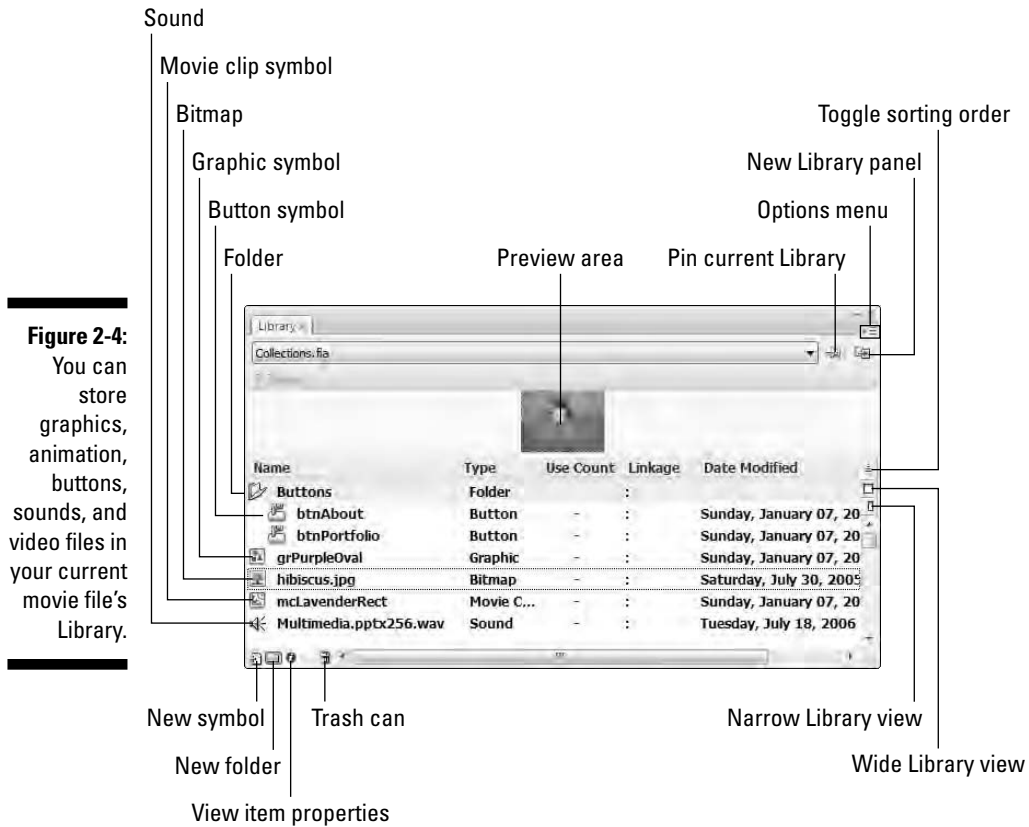 Sound
Movie clip symbol
Bitmap
Toggle sorting order
Graphic symbol
New Library panel
Button symbol
Options menu
Folder
Preview area
Pin current Library
Figure 2-4:
You can
store
graphics,
animation,
buttons,
sounds, and
video files in
your current
movie file's
Library.
Library
Collections.fla
Name Type Use Count Linkage Date Modified
Buttons Folder :
btnAbout Button - : Sunday, January 07, 20
btnPortfolio Button - : Sunday, January 07, 20
grPurpleOval Graphic - : Sunday, January 07, 20
hibiscus.jpg Bitmap - : Saturday, July 30, 2005
mcLavenderRect Movie C... - : Sunday, January 07, 20
Multimedia.pptx256.wav Sound - : Tuesday, July 18, 2006
New symbol
Trash can
Narrow Library view
New folder
Wide Library view
View item properties